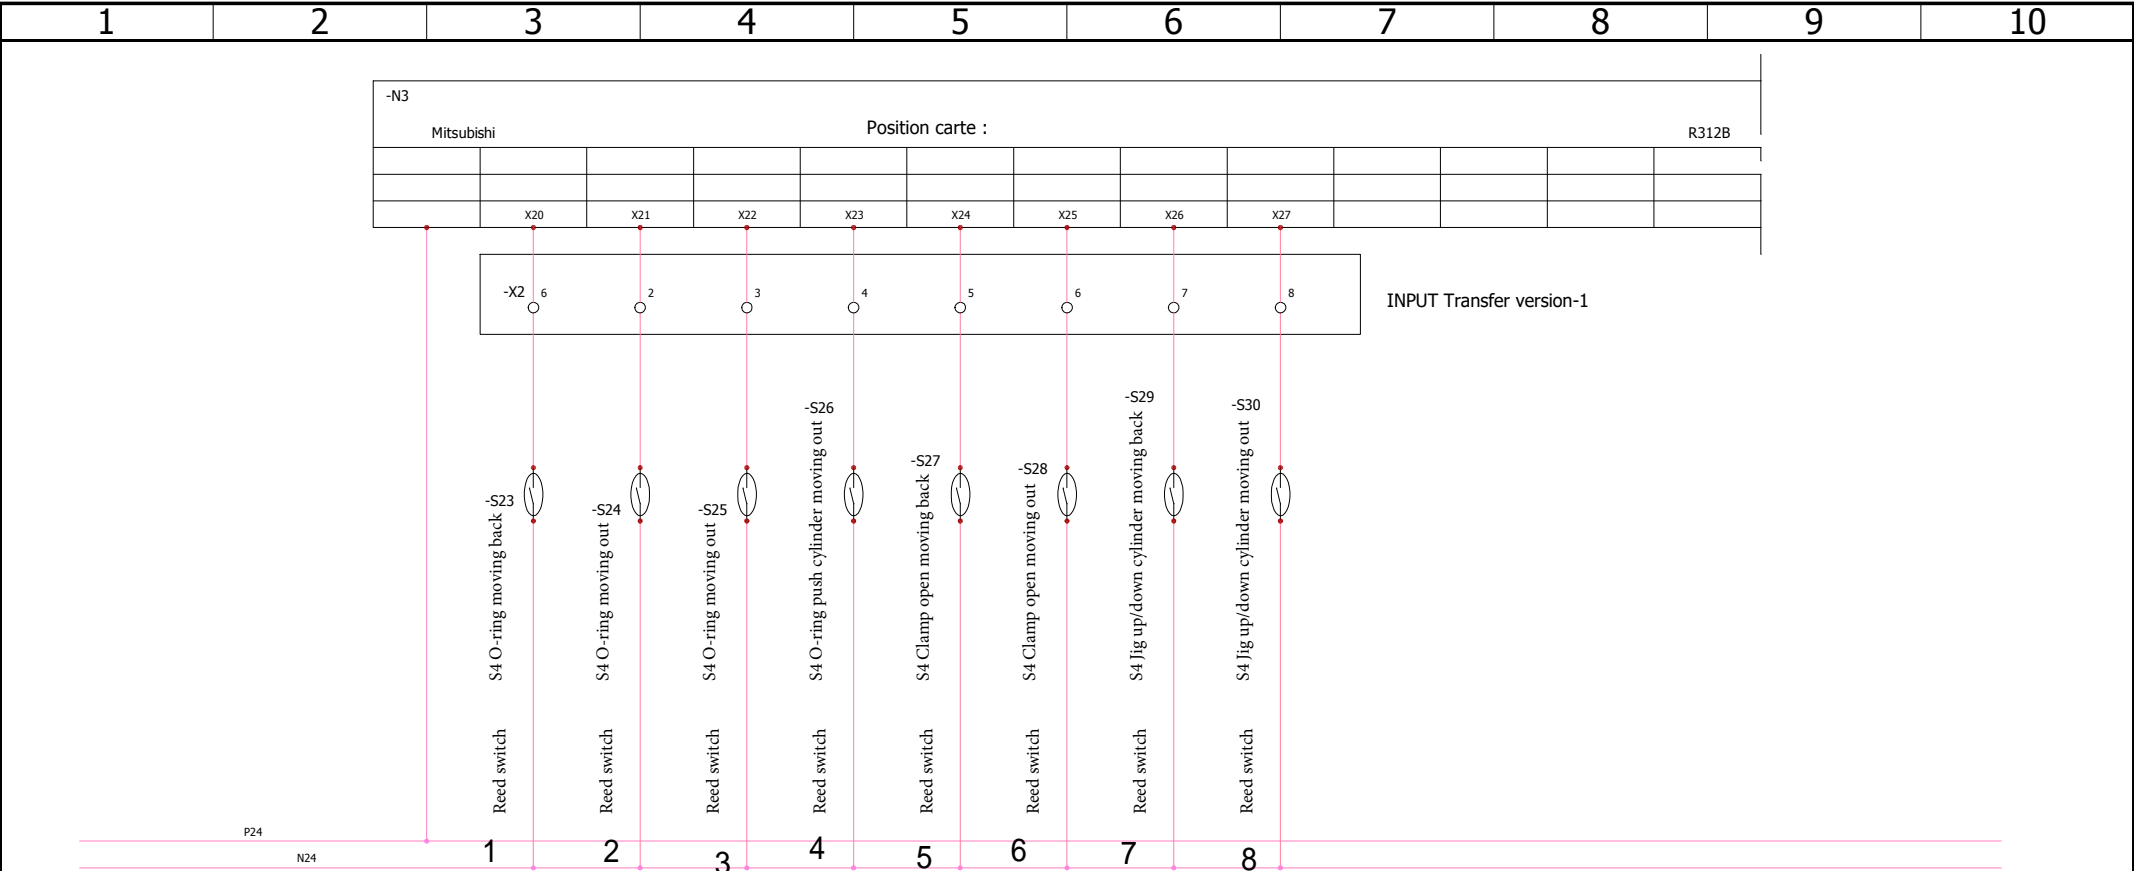 1 2 3 4 5 6 7 8 9 10
-N3
Mitsubishi Position carte : R312B
X20 X21 X22 X23 X24 X25 X26 X27
-X2 6 2 3 4 5 6 7 8
INPUT Transfer version-1
-S23
S4 O-ring moving back
Reed switch
-S24
S4 O-ring moving out
Reed switch
-S25
S4 O-ring moving out
Reed switch
-S26
S4 O-ring push cylinder moving out
Reed switch
-S27
S4 Clamp open moving back
Reed switch
-S28
S4 Clamp open moving out
Reed switch
-S29
S4 Jig up/down cylinder moving back
Reed switch
-S30
S4 Jig up/down cylinder moving out
Reed switch
P24
N24
1 2 3 4 5 6 7 8